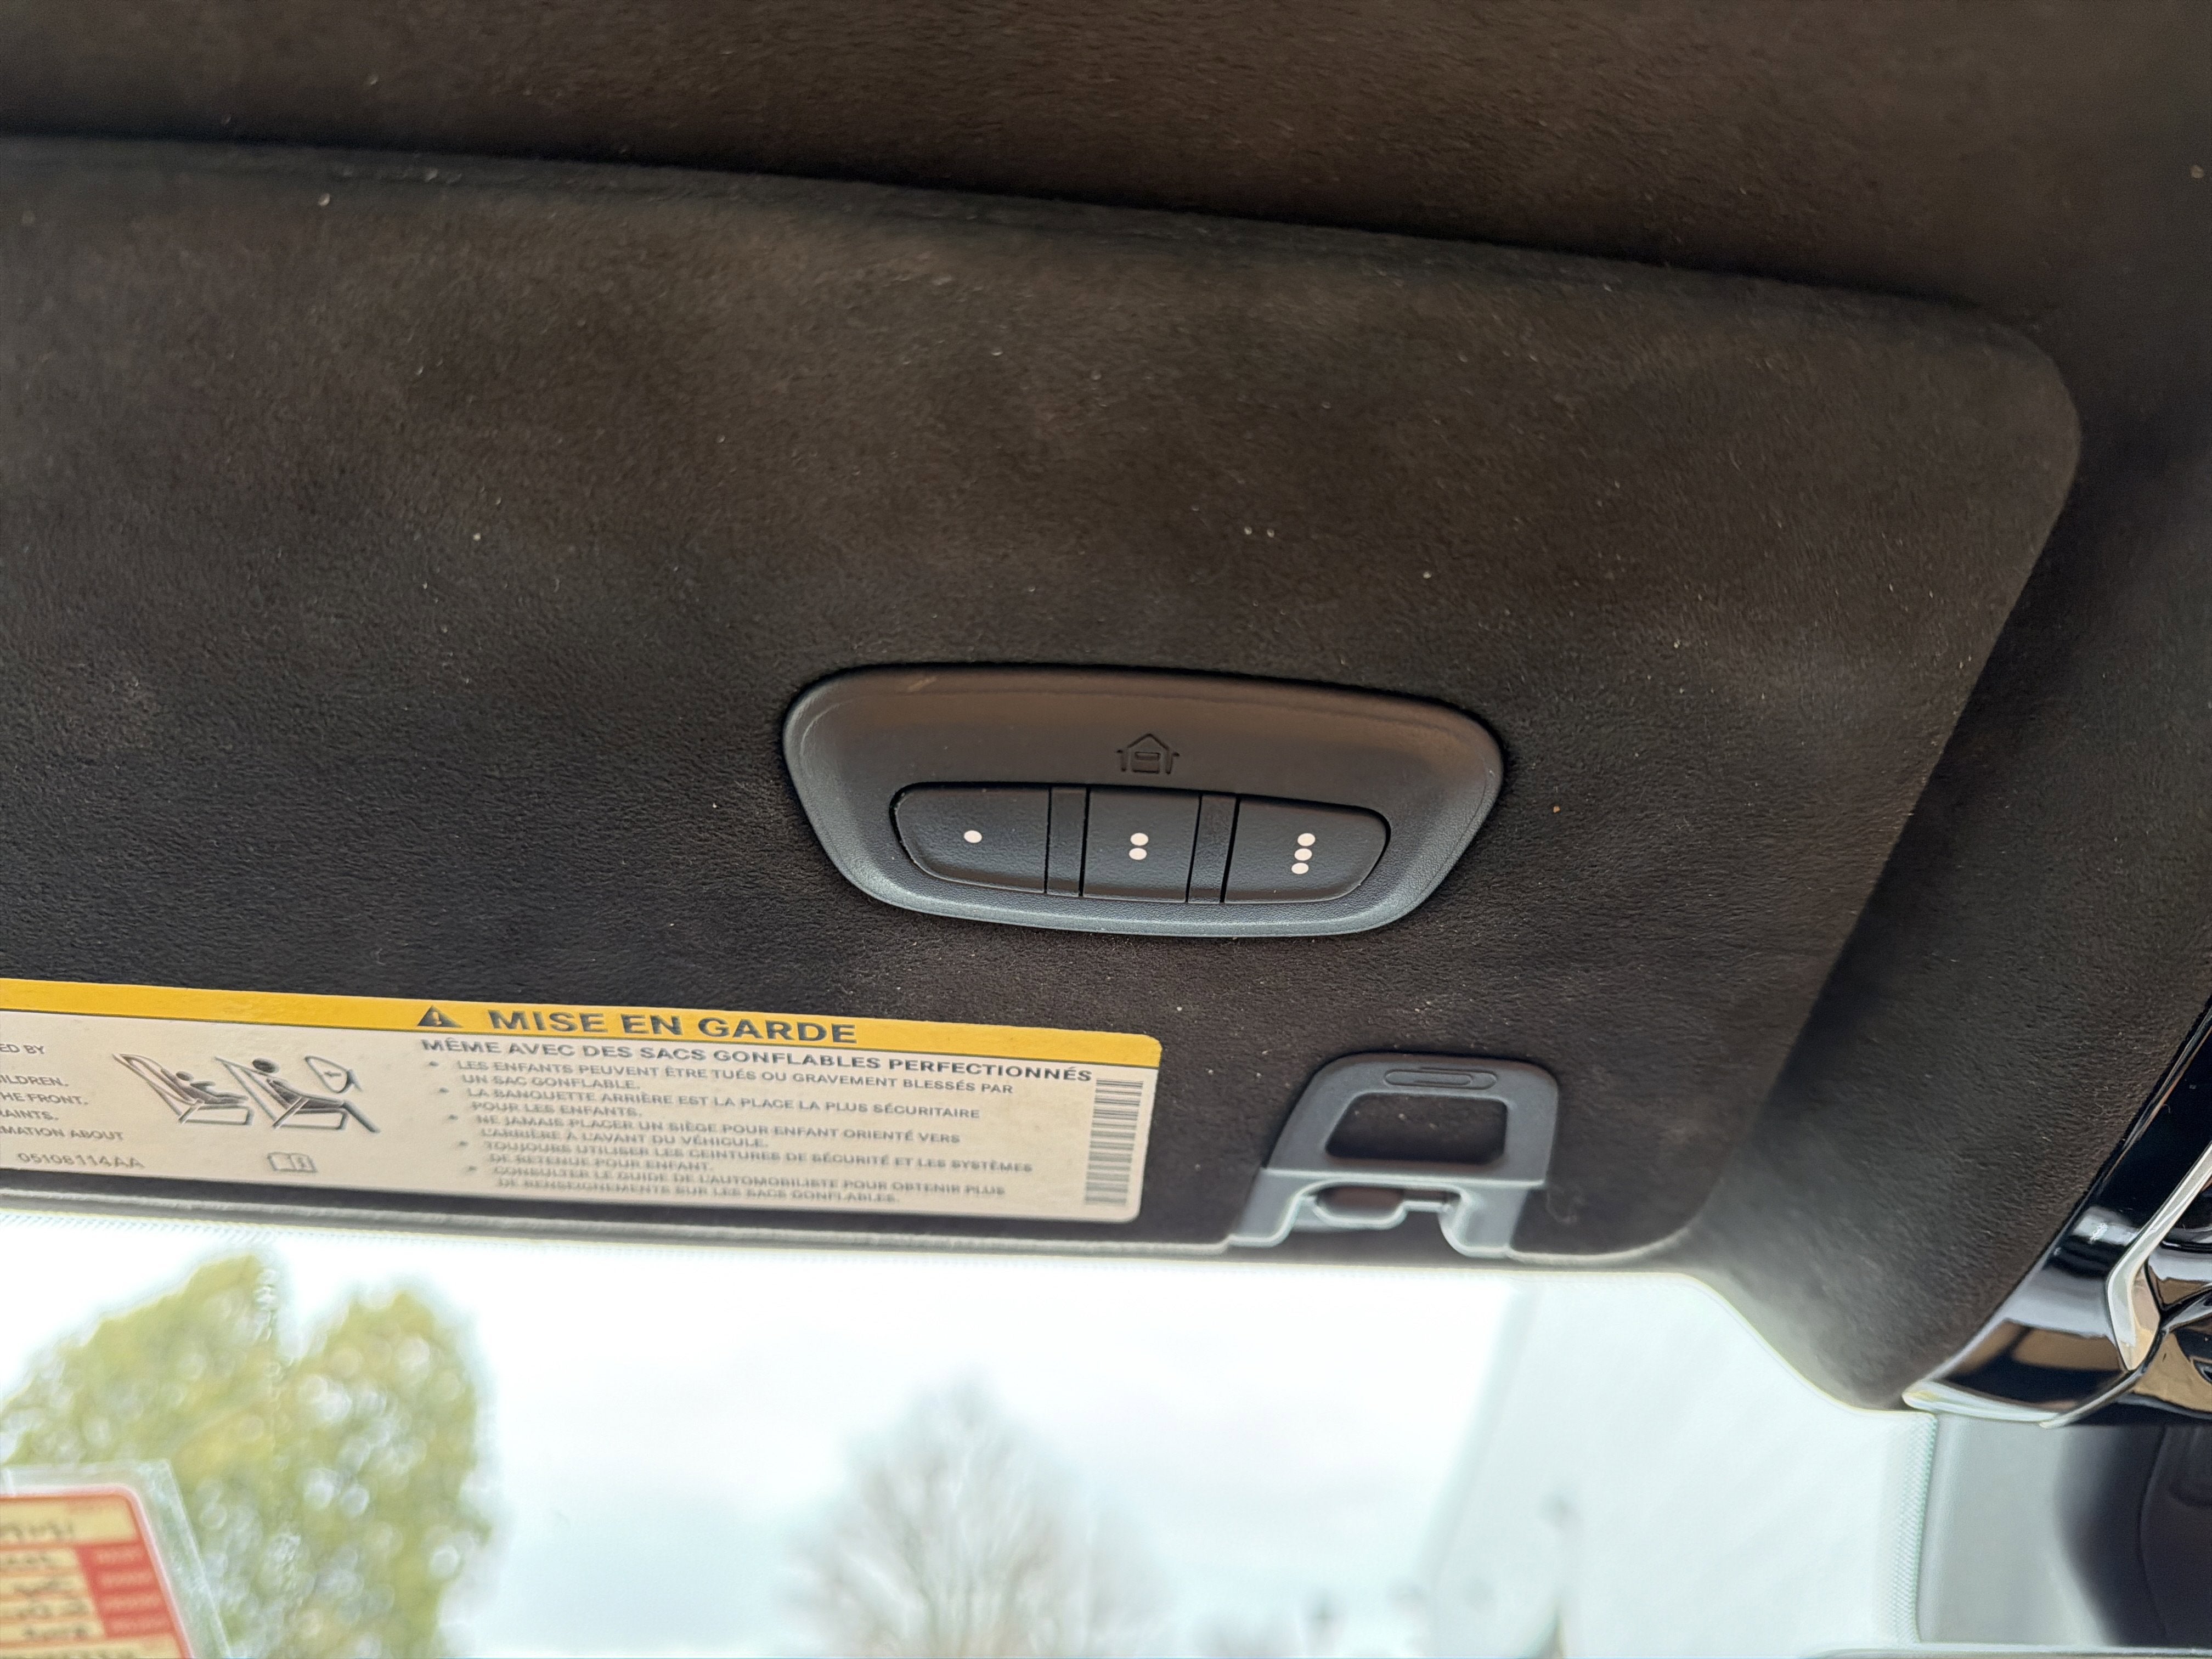 MISE EN GARDE
ED BY
ILDREN.
HE FRONT.
AINTS.
MATION ABOUT
05108114AA
MÊME AVEC DES SACS GONFLABLES PERFECTIONNÉS
• LES ENFANTS PEUVENT ÊTRE TUÉS OU GRAVEMENT BLESSÉS PAR
UN SAC GONFLABLE.
• LA BANQUETTE ARRIÈRE EST LA PLACE LA PLUS SÉCURITAIRE
POUR LES ENFANTS.
• NE JAMAIS PLACER UN SIÈGE POUR ENFANT ORIENTÉ VERS
L'ARRIÈRE À L'AVANT DU VÉHICULE.
• TOUJOURS UTILISER LES CEINTURES DE SÉCURITÉ ET LES SYSTÈMES
DE RETENUE POUR ENFANT.
• CONSULTER LE GUIDE DE L'AUTOMOBILISTE POUR OBTENIR PLUS
DE RENSEIGNEMENTS SUR LES SACS GONFLABLES.